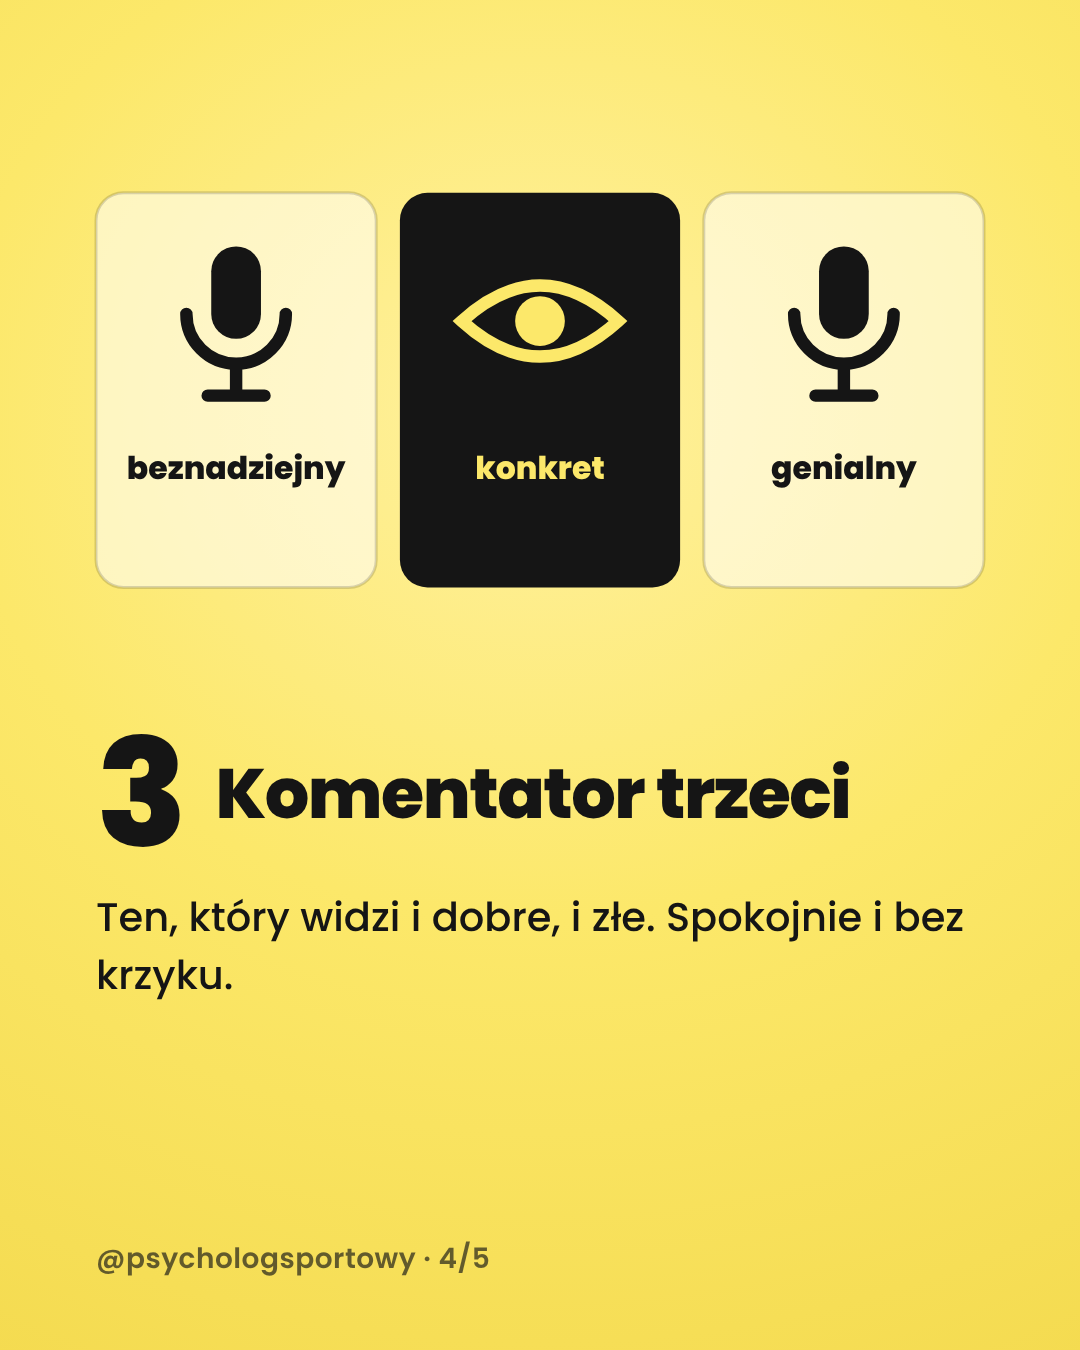 beznadziejny
konkret
genialny
3 Komentator trzeci
Ten, który widzi i dobre, i złe. Spokojnie i bez
krzyku.
@psychologsportowy · 4/5